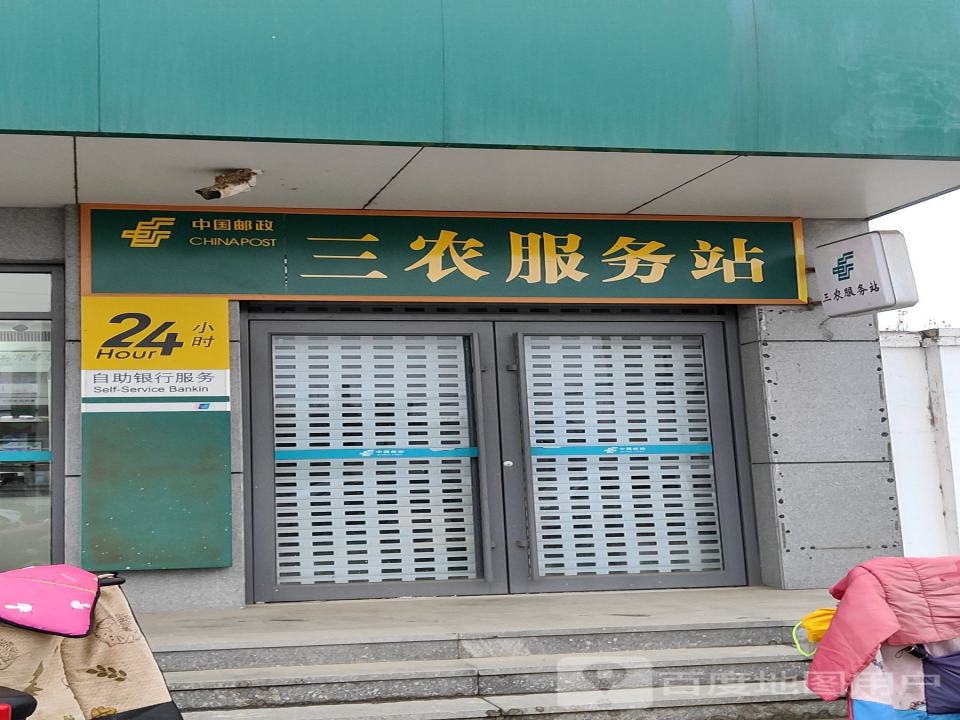 中国邮政
CHINA POST
三农服务站
三农服务站
24小时
Hour
自助银行服务
Self-Service Bankin
中国邮政
中国邮政
百度地图用户